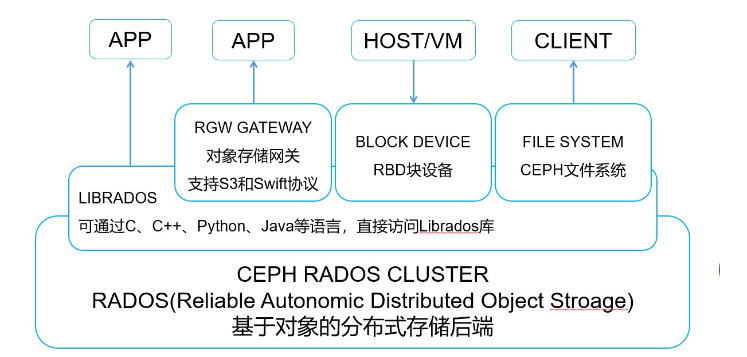 APP
APP
HOST/VM
CLIENT
RGW GATEWAY
对象存储网关
支持S3和Swift协议
BLOCK DEVICE
RBD块设备
FILE SYSTEM
CEPH文件系统
LIBRADOS
可通过C、C++、Python、Java等语言，直接访问Librados库
CEPH RADOS CLUSTER
RADOS(Reliable Autonomic Distributed Object Stroage)
基于对象的分布式存储后端